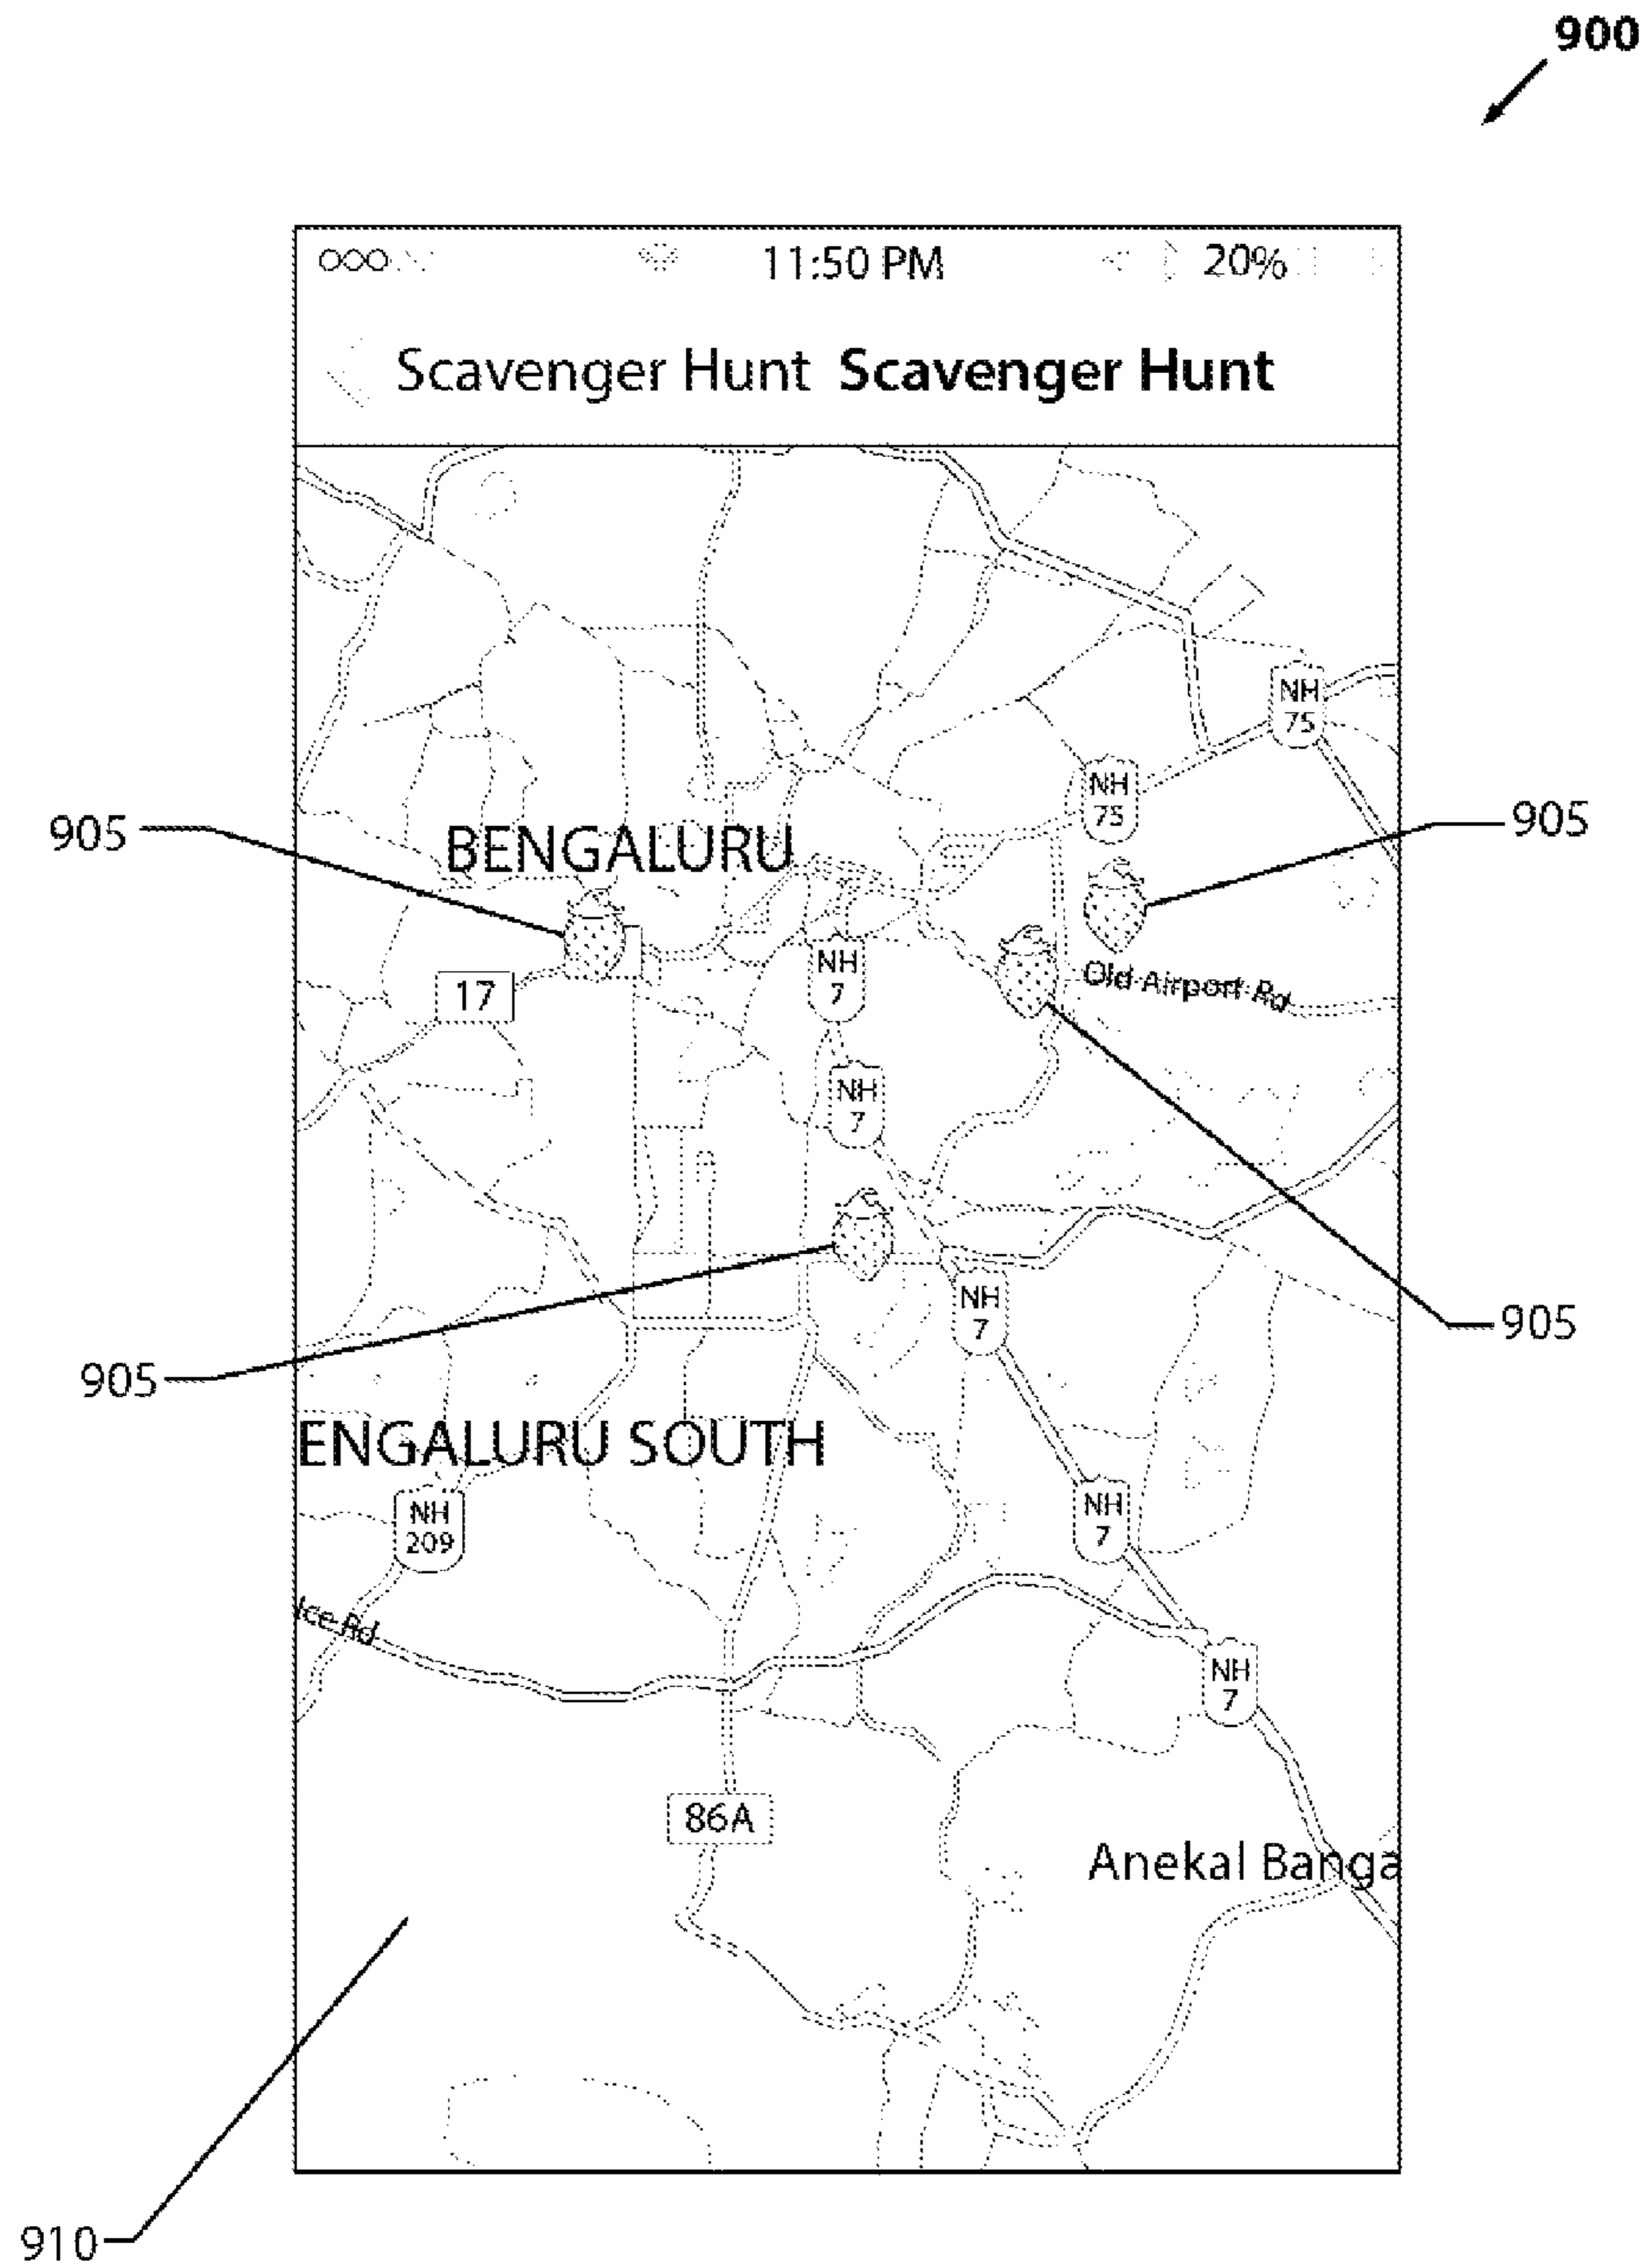 900
11:50 PM 20%
Scavenger Hunt Scavenger Hunt
NH
75
NH
75
905
905
BENGALURU
NH
7
17
Old Airport Rd
NH
7
NH
7
905
905
ENGALURU SOUTH
NH
209
NH
7
Ice Rd
NH
7
86A
Anekal Banga
910